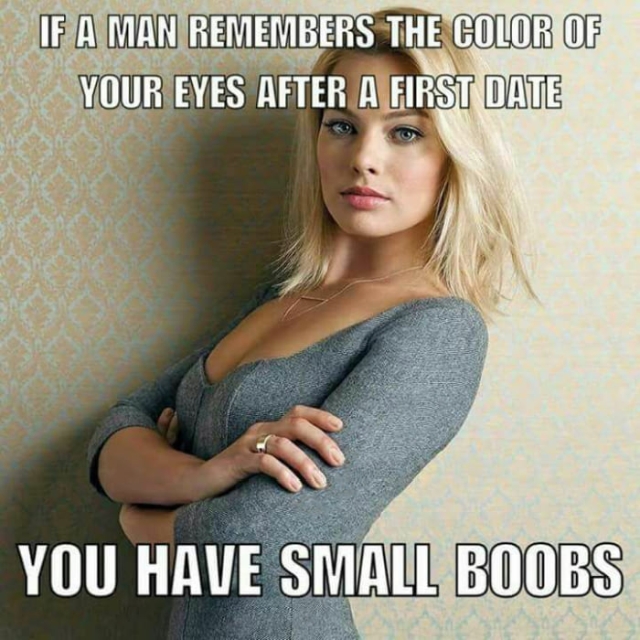 IF A MAN REMEMBERS THE COLOR OF
YOUR EYES AFTER A FIRST DATE
YOU HAVE SMALL BOOBS